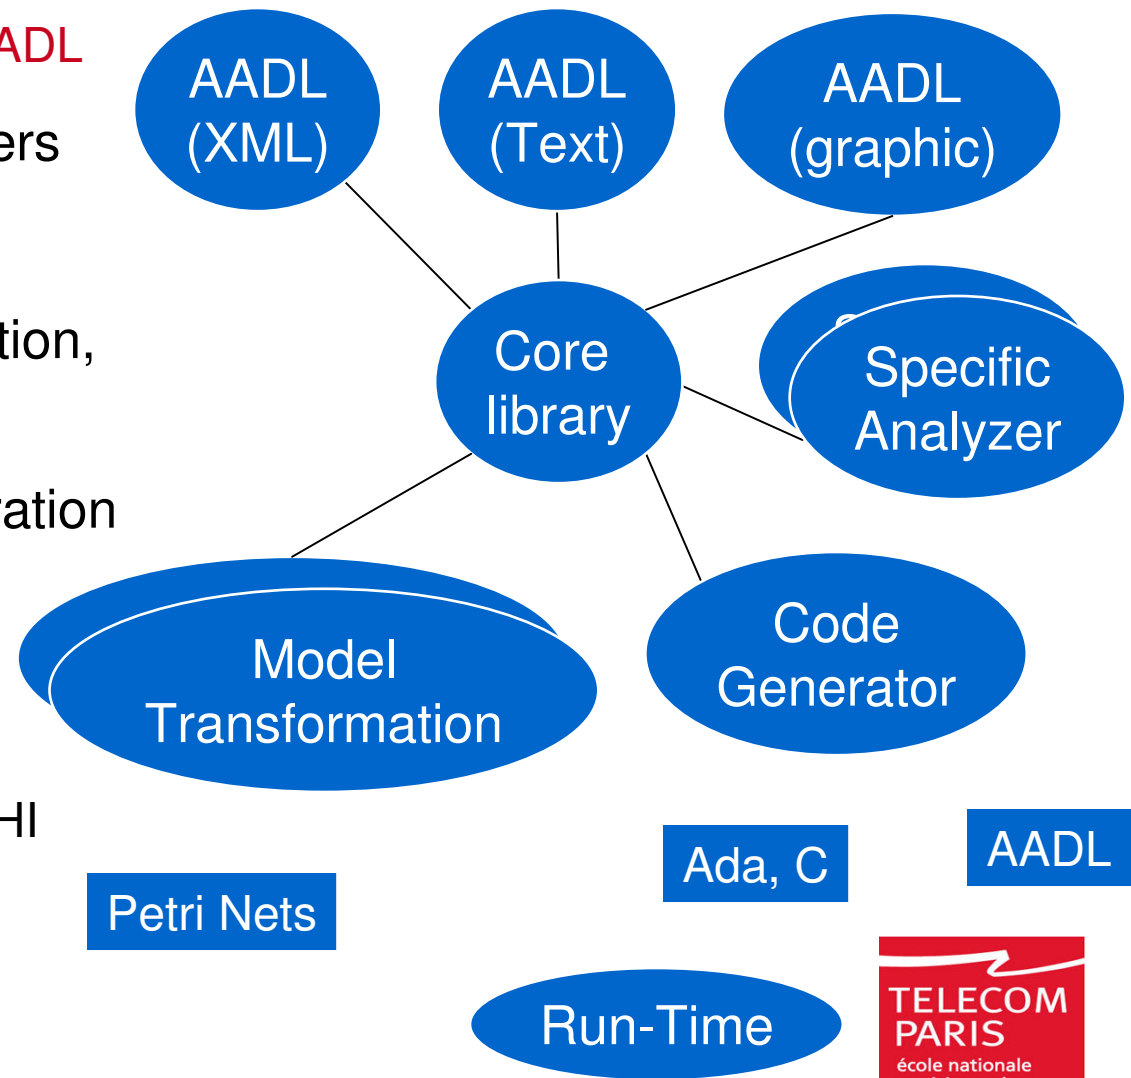 ADL
ers
tion,
ration
HI
AADL
(XML)
AADL
(Text)
AADL
(graphic)
Core
library
Specific
Analyzer
Model
Transformation
Code
Generator
Petri Nets
Ada, C
AADL
Run-Time
TELECOM
PARIS
école nationale